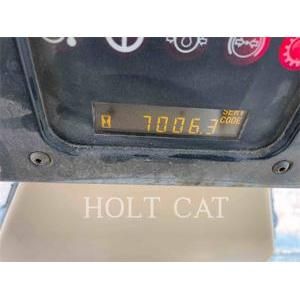 SERV
CODE
7006.3
HOLT CAT